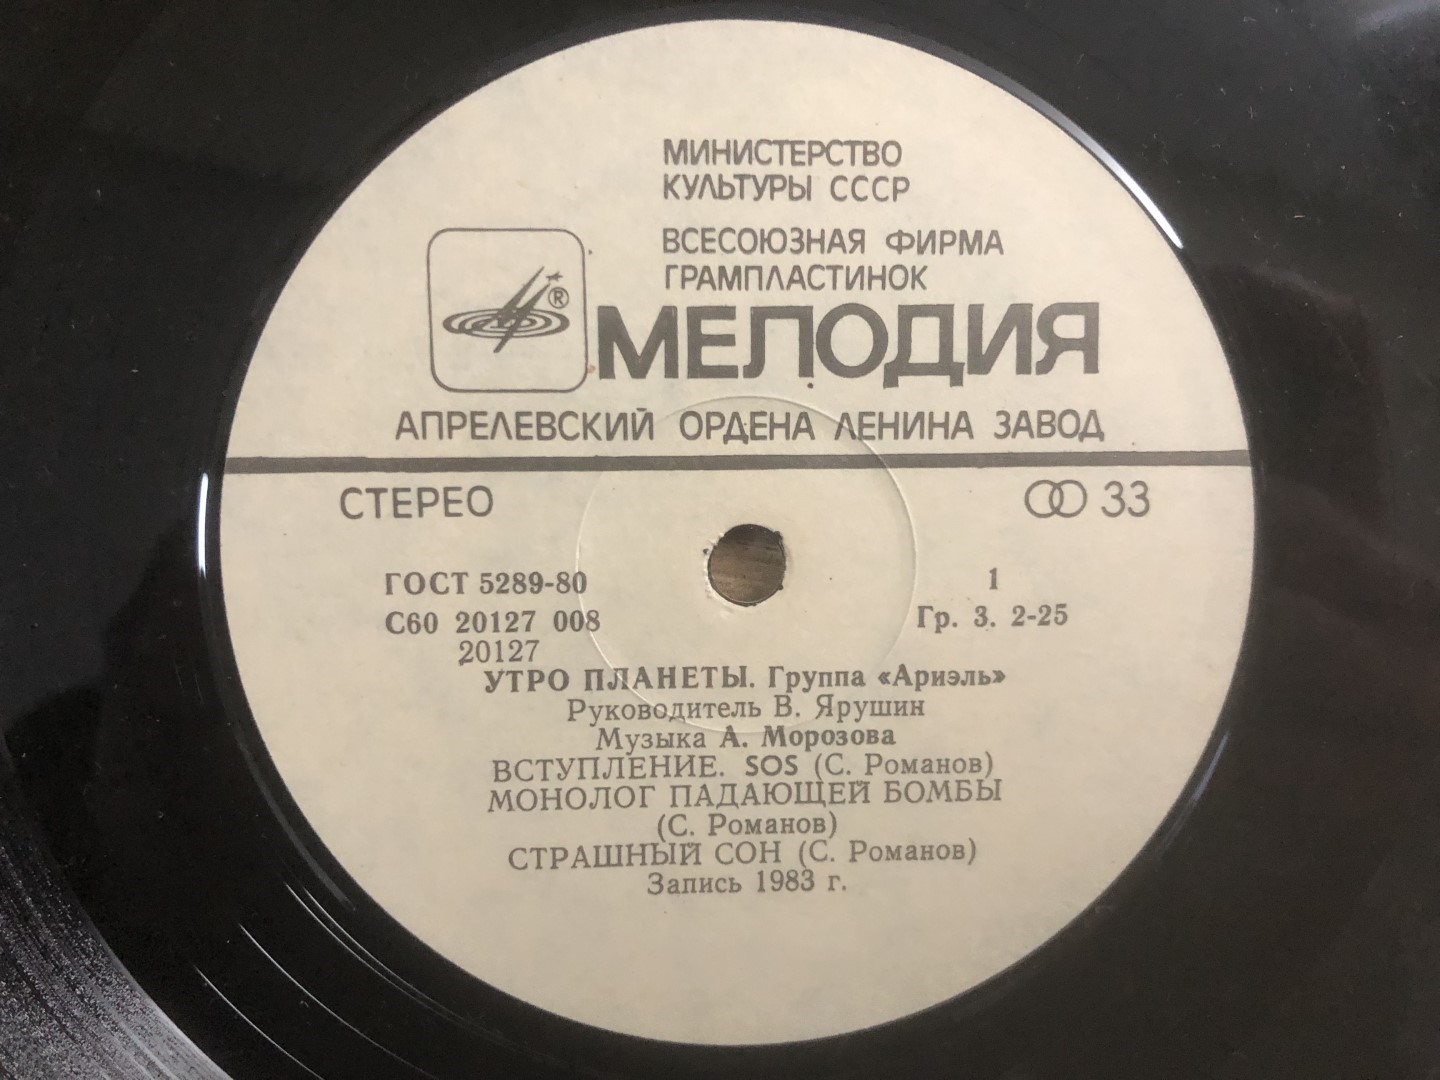 МИНИСТЕРСТВО
КУЛЬТУРЫ СССР
ВСЕСОЮЗНАЯ ФИРМА
ГРАМПЛАСТИНОК
®
МЕЛОДИЯ
АПРЕЛЕВСКИЙ ОРДЕНА ЛЕНИНА ЗАВОД
СТЕРЕО 33
ГОСТ 5289-80 1
С60 20127 008 Гр. 3. 2-25
20127
УТРО ПЛАНЕТЫ. Группа «Ариэль»
Руководитель В. Ярушин
Музыка А. Морозова
ВСТУПЛЕНИЕ. SOS (С. Романов)
МОНОЛОГ ПАДАЮЩЕЙ БОМБЫ
(С. Романов)
СТРАШНЫЙ СОН (С. Романов)
Запись 1983 г.